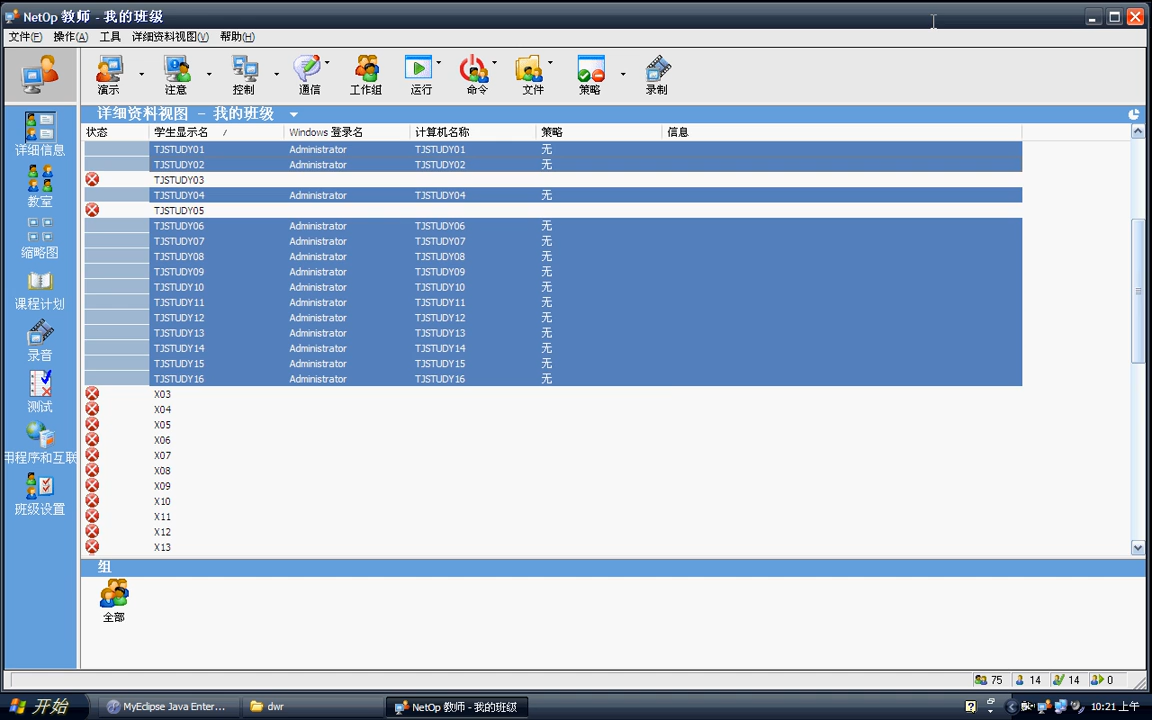 NetOp 教师 - 我的班级
文件(F) 操作(A) 工具 详细资料视图(V) 帮助(H)
演示 注意 控制 通信 工作组 运行 命令 文件 策略 录制
详细资料视图 - 我的班级
状态 学生显示名 / Windows 登录名 计算机名称 策略 信息
TJSTUDY01 Administrator TJSTUDY01 无
TJSTUDY02 Administrator TJSTUDY02 无
TJSTUDY03
TJSTUDY04 Administrator TJSTUDY04 无
TJSTUDY05
TJSTUDY06 Administrator TJSTUDY06 无
TJSTUDY07 Administrator TJSTUDY07 无
TJSTUDY08 Administrator TJSTUDY08 无
TJSTUDY09 Administrator TJSTUDY09 无
TJSTUDY10 Administrator TJSTUDY10 无
TJSTUDY11 Administrator TJSTUDY11 无
TJSTUDY12 Administrator TJSTUDY12 无
TJSTUDY13 Administrator TJSTUDY13 无
TJSTUDY14 Administrator TJSTUDY14 无
TJSTUDY15 Administrator TJSTUDY15 无
TJSTUDY16 Administrator TJSTUDY16 无
X03
X04
X05
X06
X07
X08
X09
X10
X11
X12
X13
详细信息
教室
缩略图
课程计划
录音
测试
用程序和互联
班级设置
组
全部
75 14 14 0
开始 MyEclipse Java Enter... dwr NetOp 教师 - 我的班级 10:21 上午